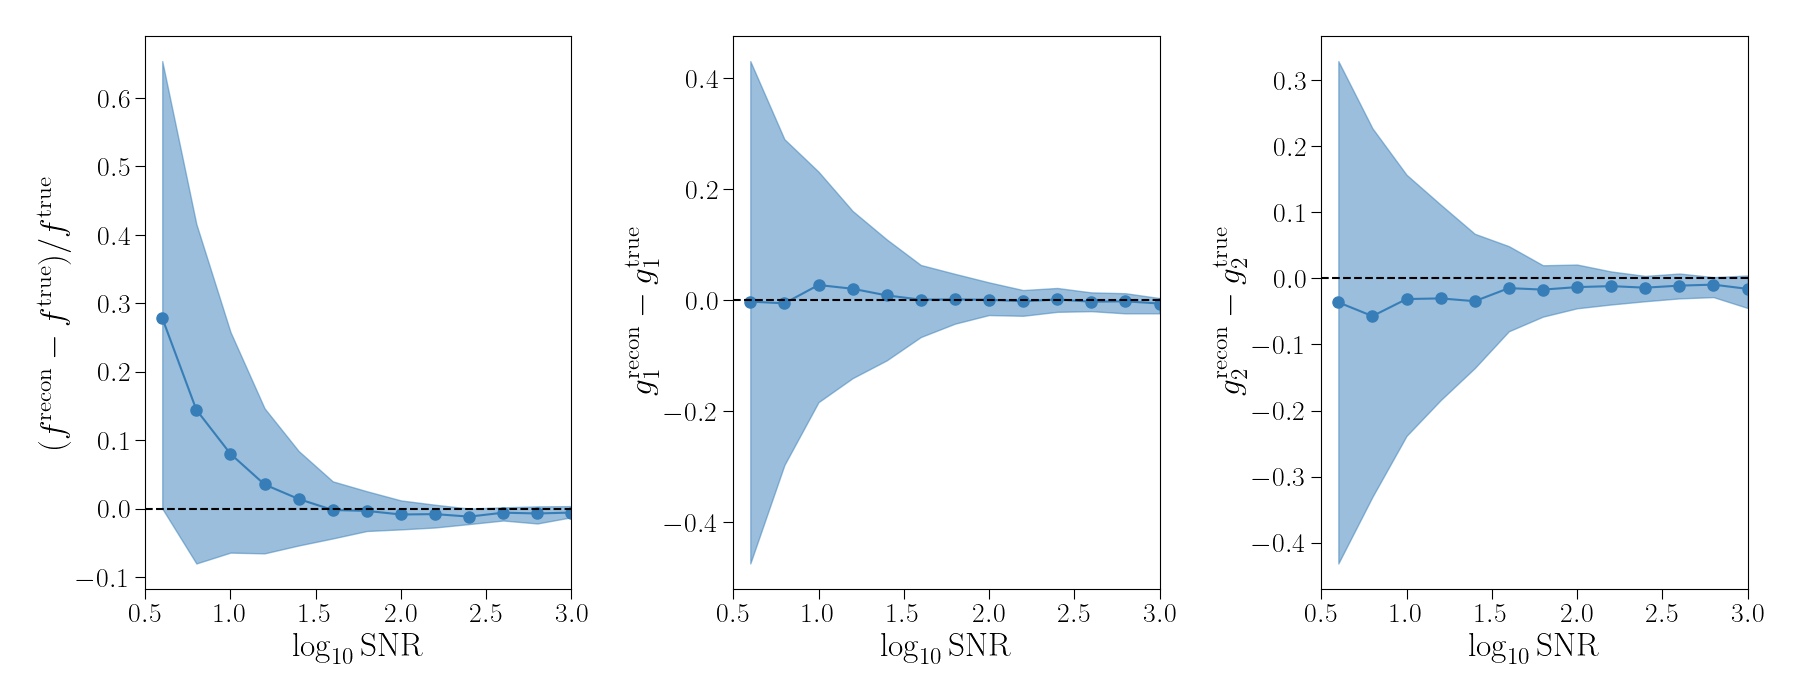 (f^recon − f^true)/f^true
0.6
0.5
0.4
0.3
0.2
0.1
0.0
−0.1
0.5 1.0 1.5 2.0 2.5 3.0
log₁₀ SNR
g₁^recon − g₁^true
0.4
0.2
0.0
−0.2
−0.4
0.5 1.0 1.5 2.0 2.5 3.0
log₁₀ SNR
g₂^recon − g₂^true
0.3
0.2
0.1
0.0
−0.1
−0.2
−0.3
−0.4
0.5 1.0 1.5 2.0 2.5 3.0
log₁₀ SNR